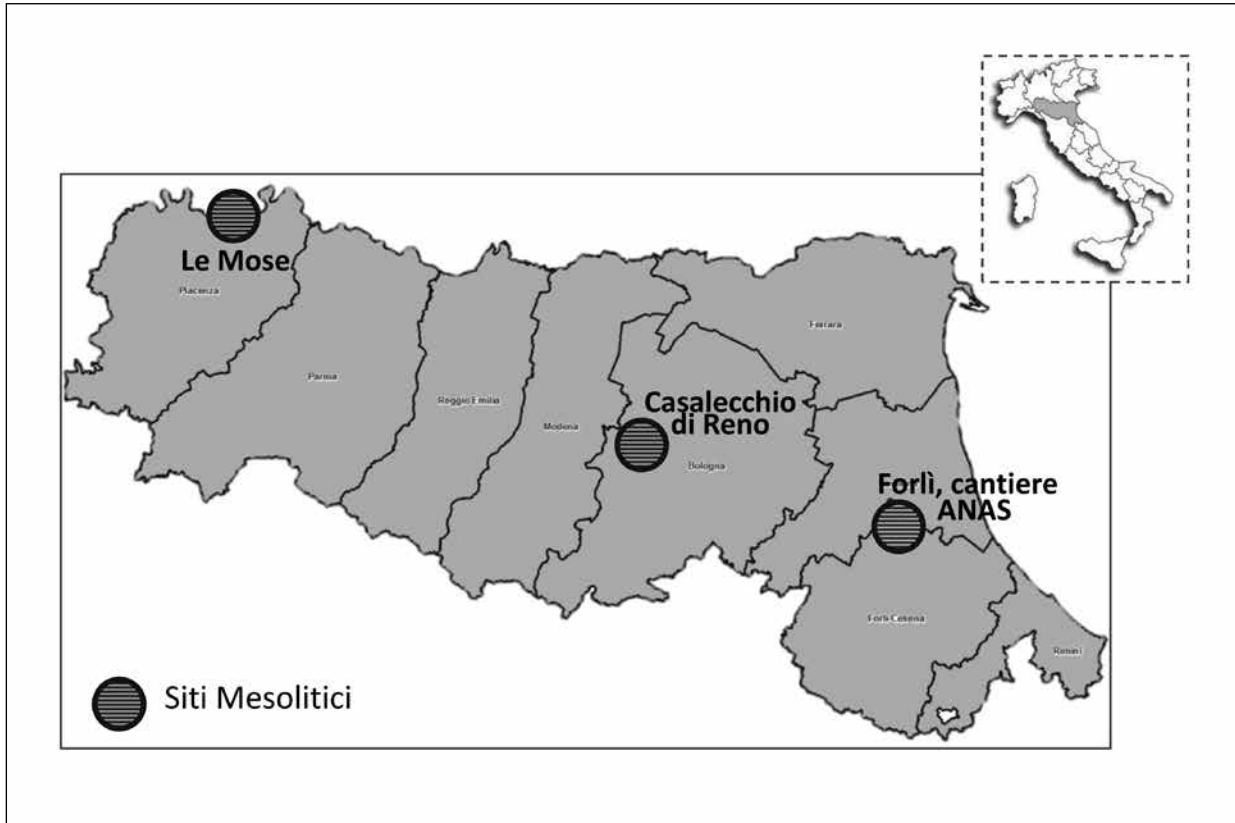 Le Mose
Piacenza
Parma
Reggio Emilia
Modena
Ferrara
Casalecchio
di Reno
Bologna
Forlì, cantiere
ANAS
Forlì Cesena
Rimini
Siti Mesolitici